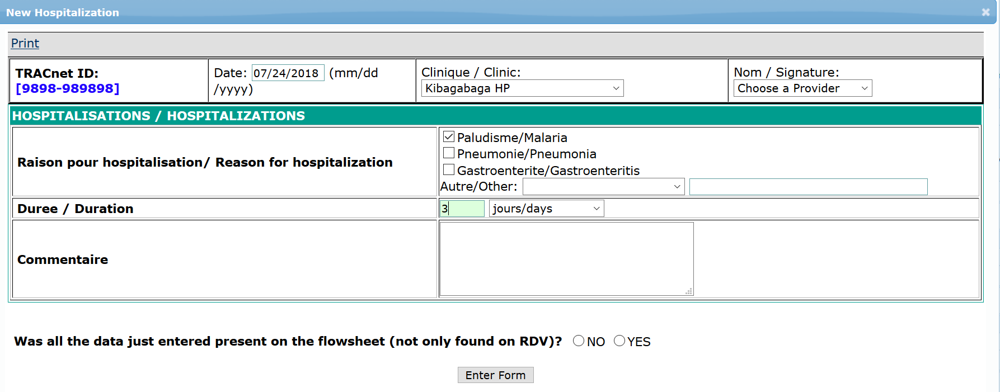 New Hospitalization
Print
TRACnet ID:
[9898-989898]
Date: 07/24/2018 (mm/dd
/yyyy)
Clinique / Clinic:
Kibagabaga HP
Nom / Signature:
Choose a Provider
HOSPITALISATIONS / HOSPITALIZATIONS
Raison pour hospitalisation/ Reason for hospitalization
Paludisme/Malaria
Pneumonie/Pneumonia
Gastroenterite/Gastroenteritis
Autre/Other:
Duree / Duration
3 jours/days
Commentaire
Was all the data just entered present on the flowsheet (not only found on RDV)? NO YES
Enter Form